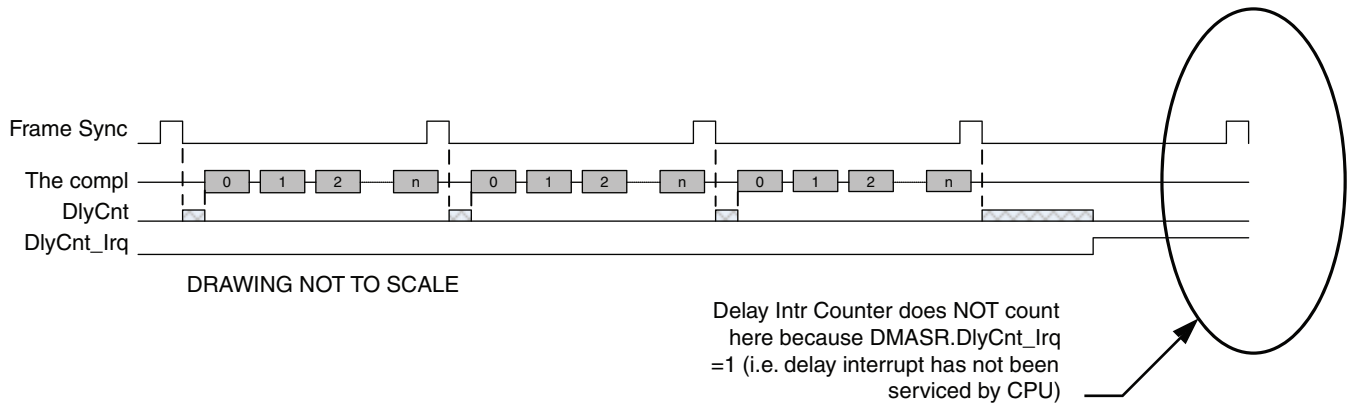 Frame Sync
The compl
0 1 2 n 0 1 2 n 0 1 2 n
DlyCnt
DlyCnt_Irq
DRAWING NOT TO SCALE
Delay Intr Counter does NOT count
here because DMASR.DlyCnt_Irq
=1 (i.e. delay interrupt has not been
serviced by CPU)